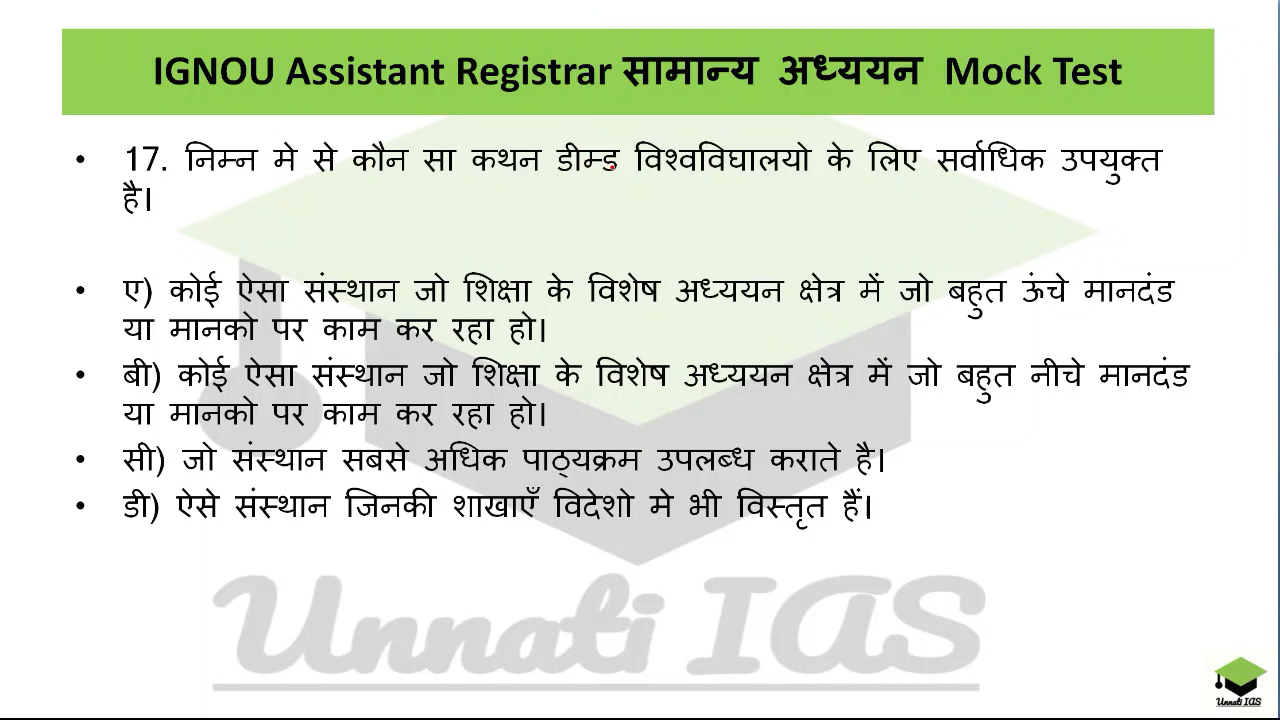 IGNOU Assistant Registrar सामान्य अध्ययन Mock Test
• 17. निम्न मे से कौन सा कथन डीम्ड विश्वविघालयो के लिए सर्वाधिक उपयुक्त
है।
• ए) कोई ऐसा संस्थान जो शिक्षा के विशेष अध्ययन क्षेत्र में जो बहुत ऊंचे मानदंड
या मानको पर काम कर रहा हो।
• बी) कोई ऐसा संस्थान जो शिक्षा के विशेष अध्ययन क्षेत्र में जो बहुत नीचे मानदंड
या मानको पर काम कर रहा हो।
• सी) जो संस्थान सबसे अधिक पाठ्यक्रम उपलब्ध कराते है।
• डी) ऐसे संस्थान जिनकी शाखाएँ विदेशो मे भी विस्तृत हैं।
Unnati IAS
Unnati IAS